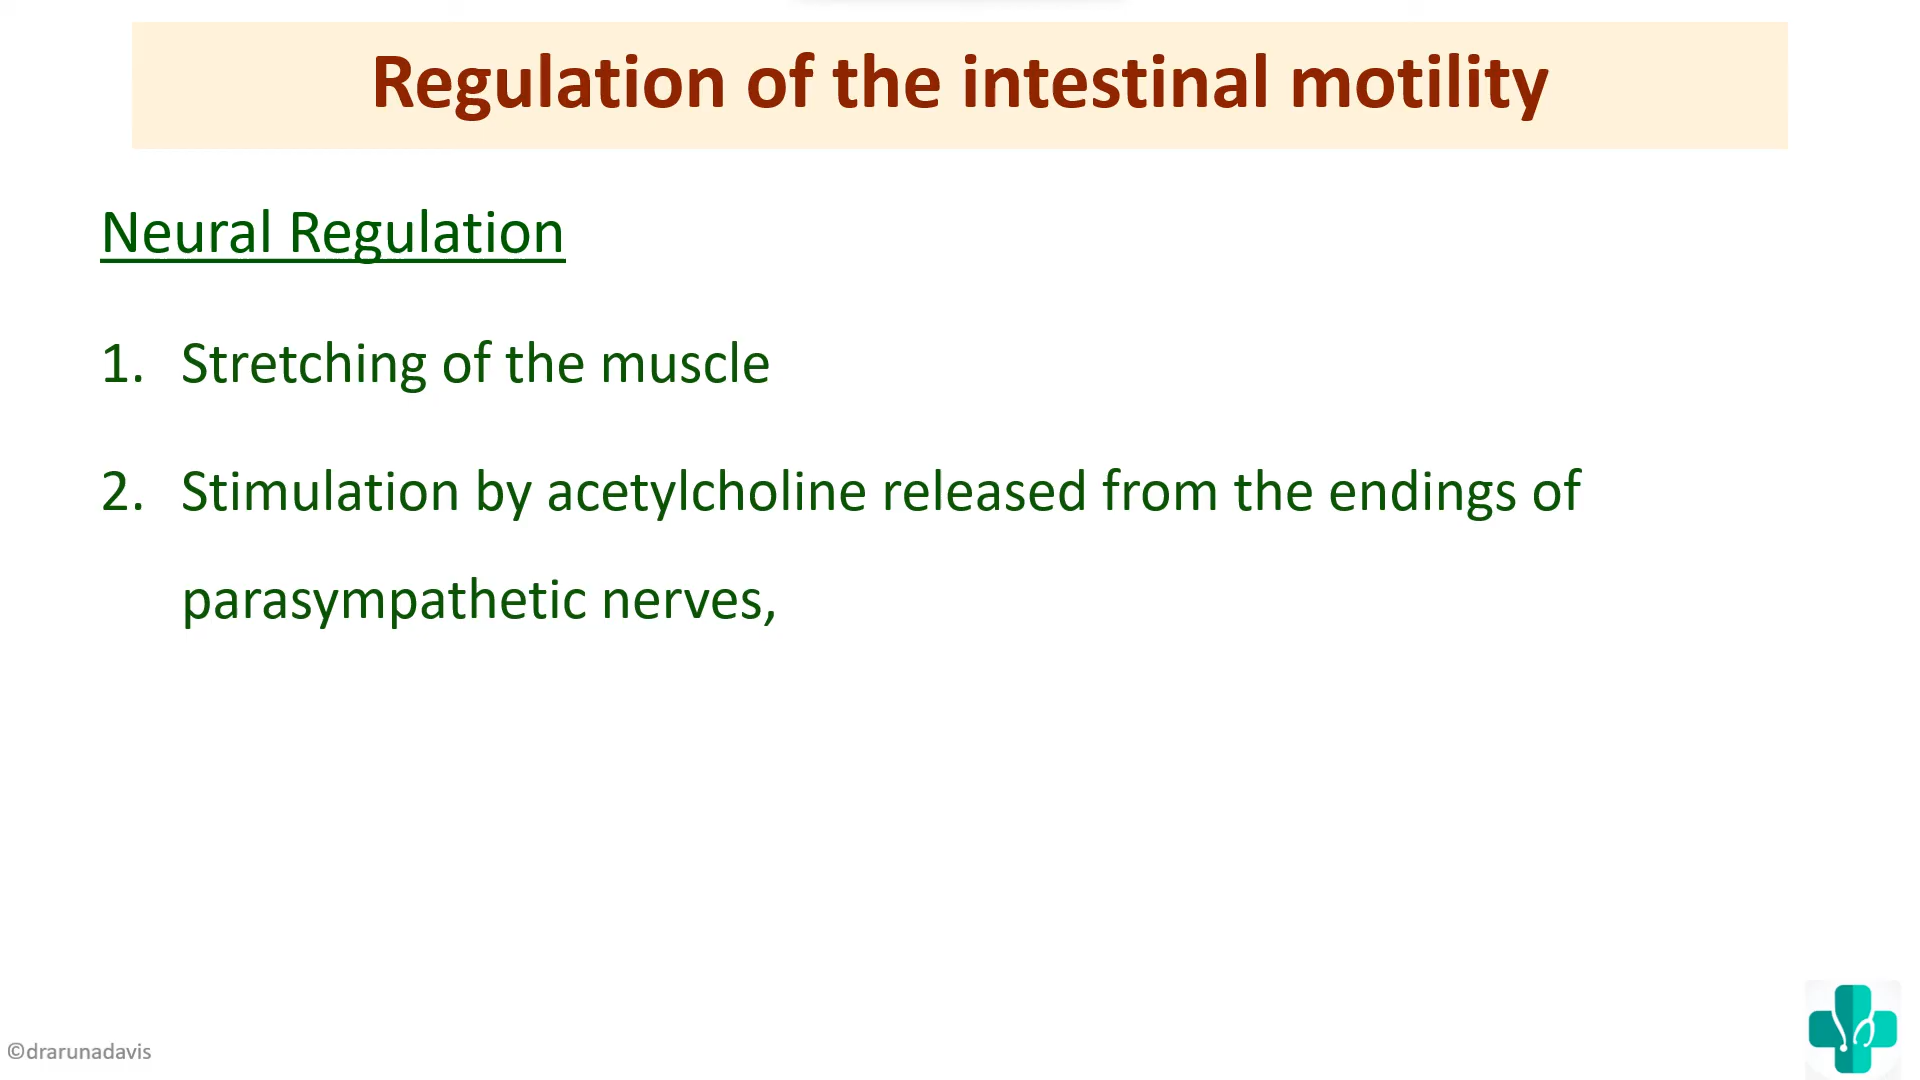 Regulation of the intestinal motility
Neural Regulation
1. Stretching of the muscle
2. Stimulation by acetylcholine released from the endings of
parasympathetic nerves,
©drarunadavis